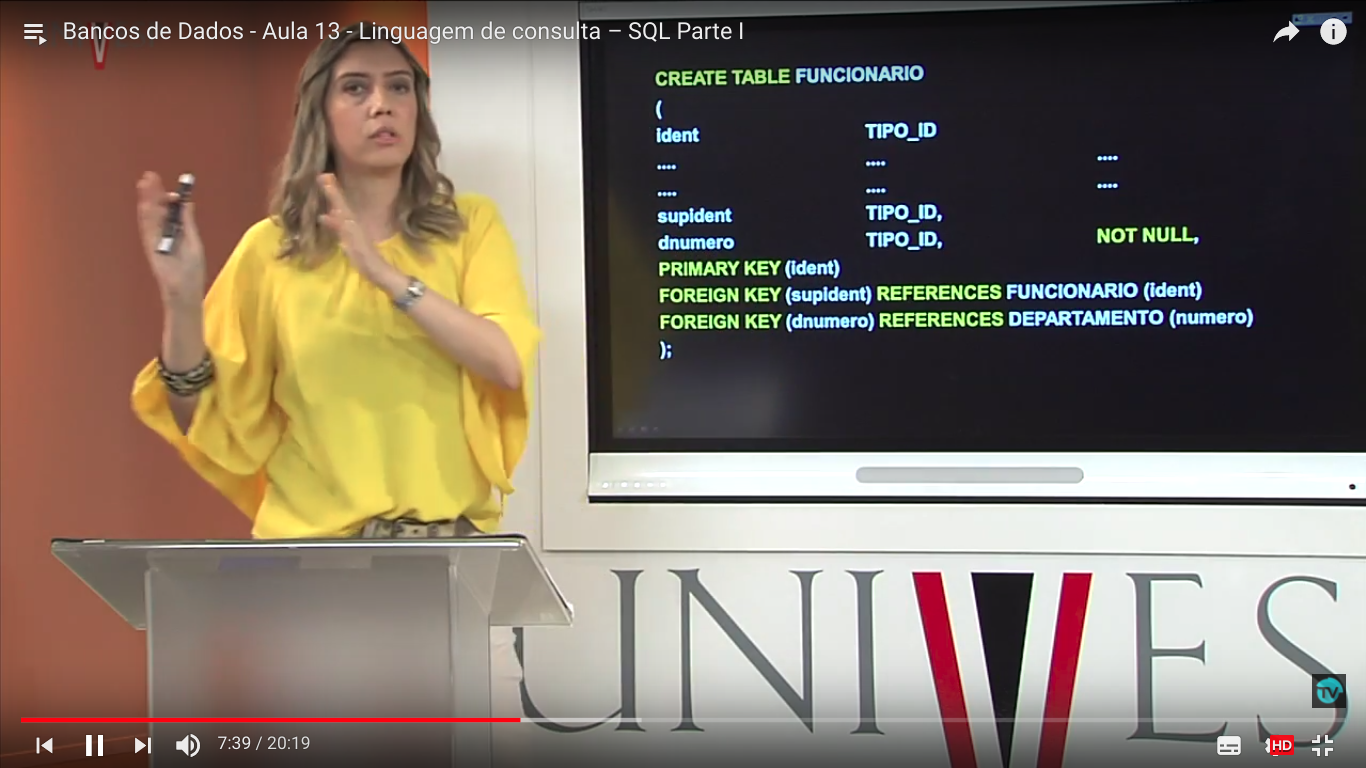 Bancos de Dados - Aula 13 - Linguagem de consulta – SQL Parte I
CREATE TABLE FUNCIONARIO
(
ident TIPO_ID
.... .... ....
.... .... ....
supident TIPO_ID,
dnumero TIPO_ID, NOT NULL,
PRIMARY KEY (ident)
FOREIGN KEY (supident) REFERENCES FUNCIONARIO (ident)
FOREIGN KEY (dnumero) REFERENCES DEPARTAMENTO (numero)
);
UNIVES
TV
7:39 / 20:19
HD